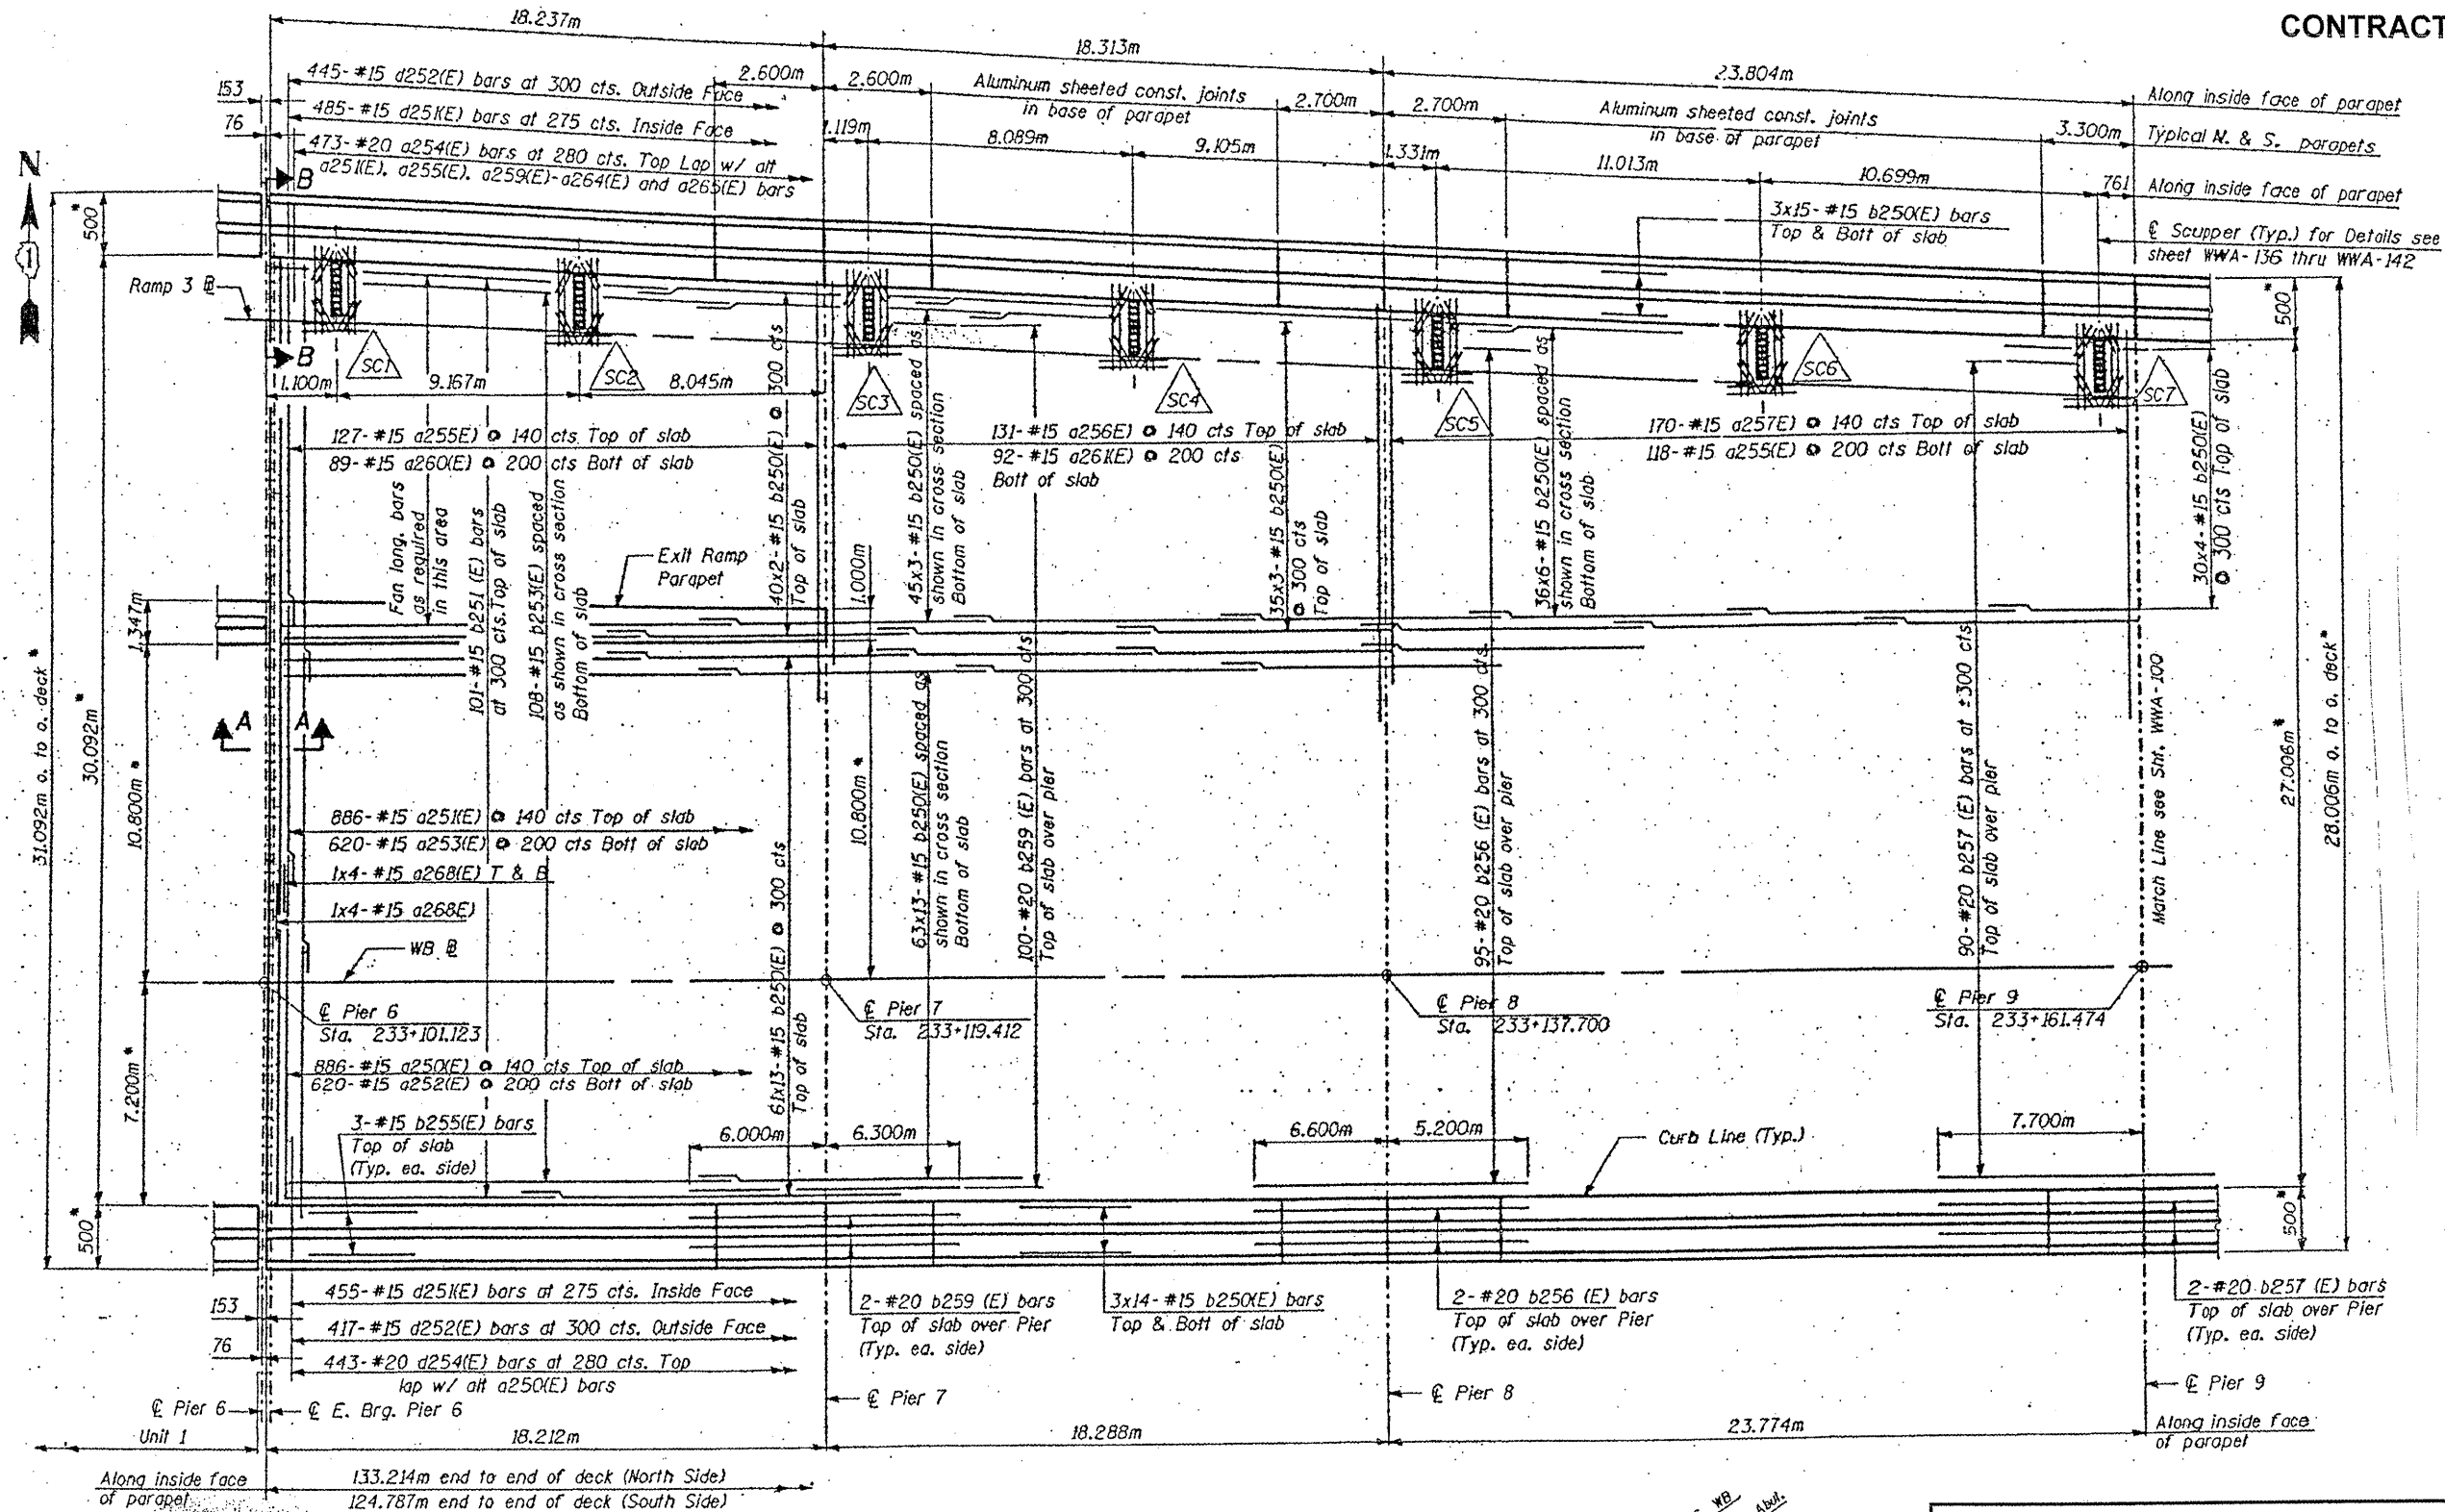 CONTRACT
18.237m
18.313m
23.804m
445-#15 d252(E) bars at 300 cts. Outside Face
485-#15 d251(E) bars at 275 cts. Inside Face
473-#20 a254(E) bars at 280 cts. Top Lap w/ alt
a251(E), a255(E), a259(E)-a264(E) and a265(E) bars
153
76
2.600m
2.600m
Aluminum sheeted const. joints
in base of parapet
2.700m
2.700m
Aluminum sheeted const. joints
in base of parapet
3.300m
Along inside face of parapet
Typical N. & S. parapets
1.119m
8.089m
9.105m
1.331m
11.013m
10.699m
761
Along inside face of parapet
3x15-#15 b250(E) bars
Top & Bott of slab
℄ Scupper (Typ.) for Details see
sheet WWA-136 thru WWA-142
N
1
B
B
500*
500*
Ramp 3 ℄
SC1
SC2
SC3
SC4
SC5
SC6
SC7
1.100m
9.167m
8.045m
127-#15 a255E) @ 140 cts Top of slab
89-#15 a260(E) @ 200 cts Bott of slab
131-#15 a256E) @ 140 cts Top of slab
92-#15 a261(E) @ 200 cts
Bott of slab
170-#15 a257E) @ 140 cts Top of slab
118-#15 a255(E) @ 200 cts Bott of slab
Fan long. bars
as required
in this area
101-#15 b251 (E) bars
at 300 cts.Top of slab
108-#15 b253(E) spaced
as shown in cross section
Bottom of slab
40x2-#15 b250(E) @ 300 cts
Top of slab
45x3-#15 b250(E) spaced as
shown in cross section
Bottom of slab
35x3-#15 b250(E)
@ 300 cts
Top of slab
36x6-#15 b250(E) spaced as
shown in cross section
Bottom of slab
30x4-#15 b250(E)
@ 300 cts Top of slab
Exit Ramp
Parapet
1.000m
1.347m
31.092m o. to o. deck*
30.092m*
10.800m*
7.200m*
A
A
886-#15 a251(E) @ 140 cts Top of slab
620-#15 a253(E) @ 200 cts Bott of slab
1x4-#15 a268(E) T & B
1x4-#15 a268E)
WB ℄
61x13-#15 b250(E) @ 300 cts
Top of slab
10.800m*
63x13-#15 b250(E) spaced as
shown in cross section
Bottom of slab
100-#20 b259 (E) bars at 300 cts
Top of slab over pier
95-#20 b256 (E) bars at 300 cts.
Top of slab over pier
90-#20 b257 (E) bars at ±300 cts
Top of slab over pier
Match Line see Sht. WWA-100
27.006m*
28.006m o. to o. deck*
℄ Pier 6
Sta. 233+101.123
℄ Pier 7
Sta. 233+119.412
℄ Pier 8
Sta. 233+137.700
℄ Pier 9
Sta. 233+161.474
886-#15 a250(E) @ 140 cts Top of slab
620-#15 a252(E) @ 200 cts Bott of slab
3-#15 b255(E) bars
Top of slab
(Typ. ea. side)
6.000m
6.300m
6.600m
5.200m
Curb Line (Typ.)
7.700m
500*
500*
455-#15 d251(E) bars at 275 cts. Inside Face
417-#15 d252(E) bars at 300 cts. Outside Face
443-#20 d254(E) bars at 280 cts. Top
lap w/ alt a250(E) bars
153
76
2-#20 b259 (E) bars
Top of slab over Pier
(Typ. ea. side)
3x14-#15 b250(E) bars
Top & Bott of slab
2-#20 b256 (E) bars
Top of slab over Pier
(Typ. ea. side)
2-#20 b257 (E) bars
Top of slab over Pier
(Typ. ea. side)
℄ Pier 6
℄ E. Brg. Pier 6
℄ Pier 7
℄ Pier 8
℄ Pier 9
Unit 1
18.212m
18.288m
23.774m
Along inside face
of parapet
Along inside face
of parapet
133.214m end to end of deck (North Side)
124.787m end to end of deck (South Side)
WB
Abut.